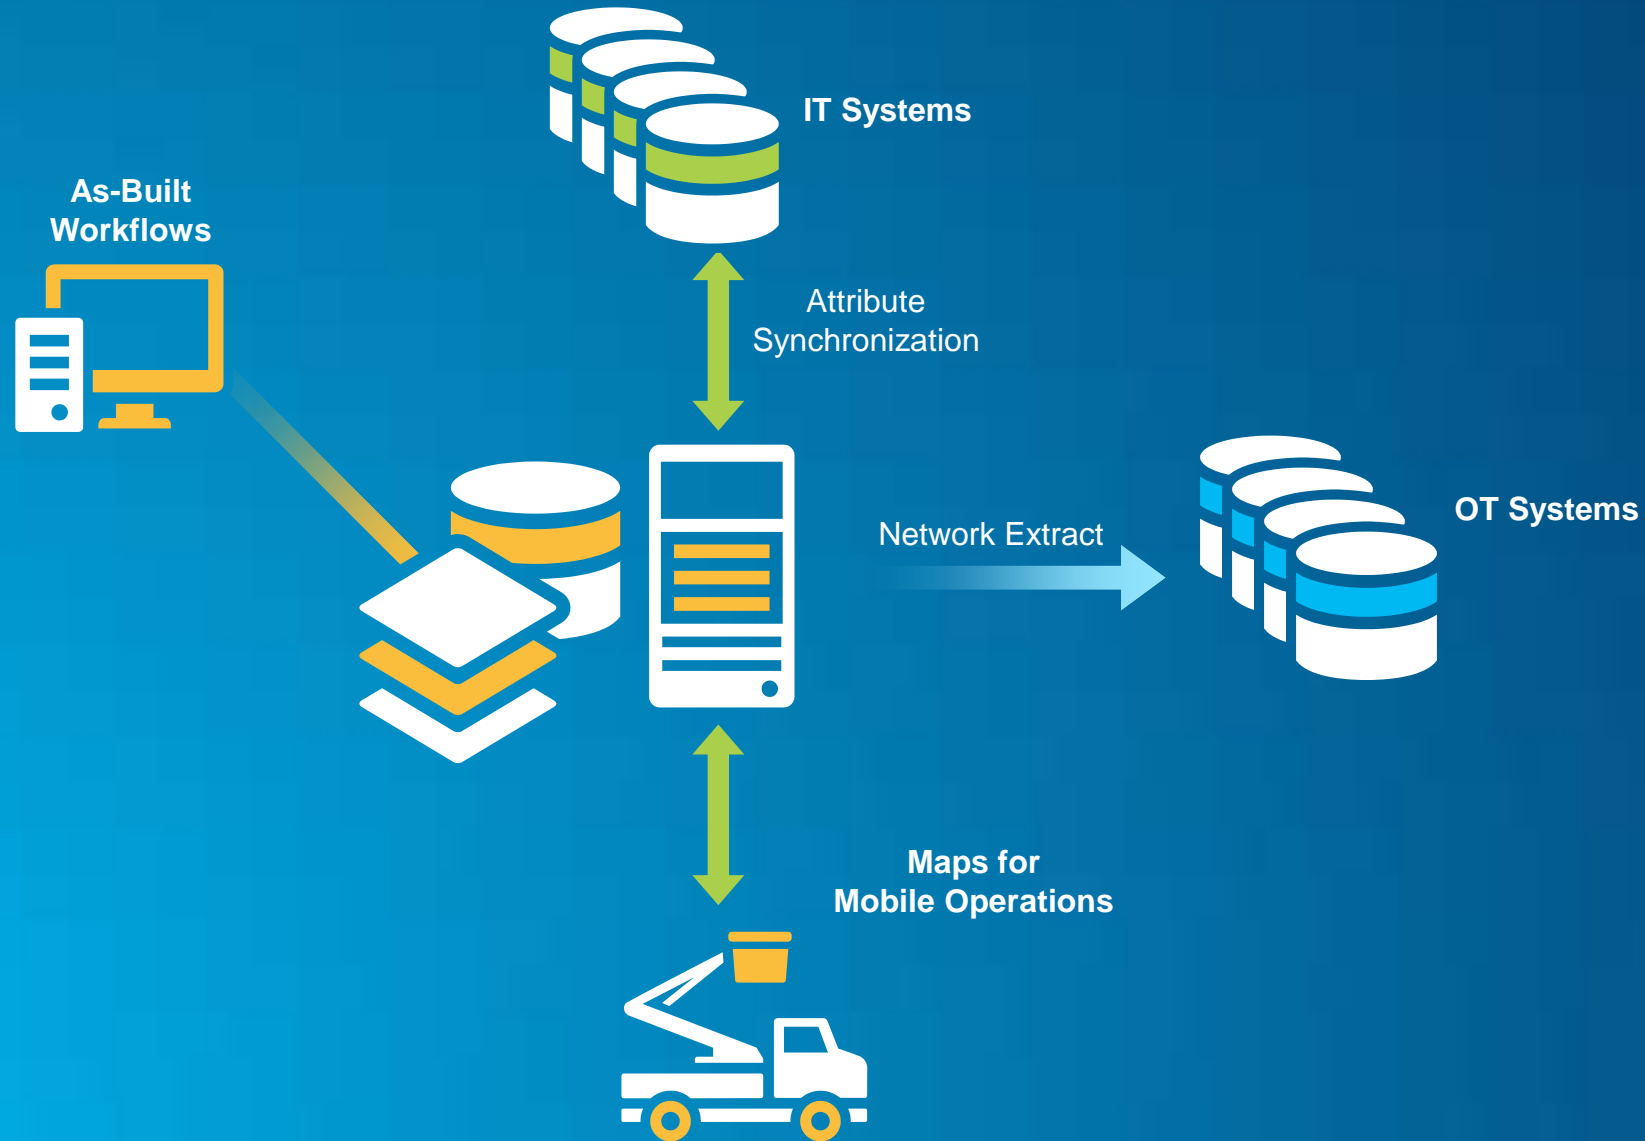 IT Systems
As-Built
Workflows
Attribute
Synchronization
OT Systems
Network Extract
Maps for
Mobile Operations